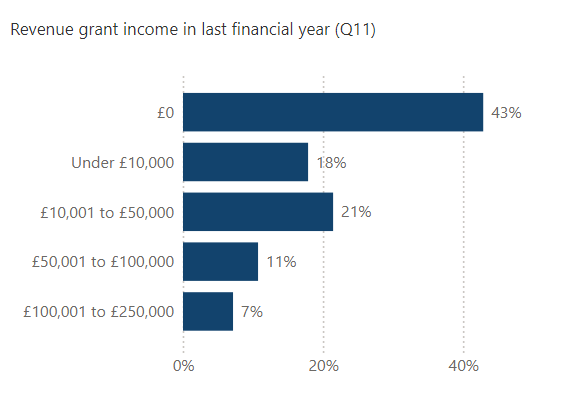 Revenue grant income in last financial year (Q11)
£0 43%
Under £10,000 18%
£10,001 to £50,000 21%
£50,001 to £100,000 11%
£100,001 to £250,000 7%
0% 20% 40%